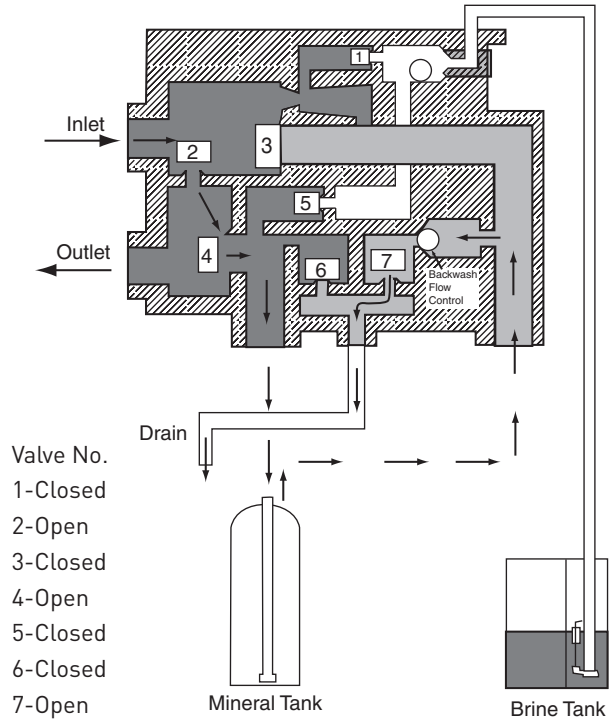 1
Inlet
2
3
5
Outlet
4
6
7
Backwash
Flow
Control
Drain
Valve No.
1-Closed
2-Open
3-Closed
4-Open
5-Closed
6-Closed
7-Open
Mineral Tank
Brine Tank